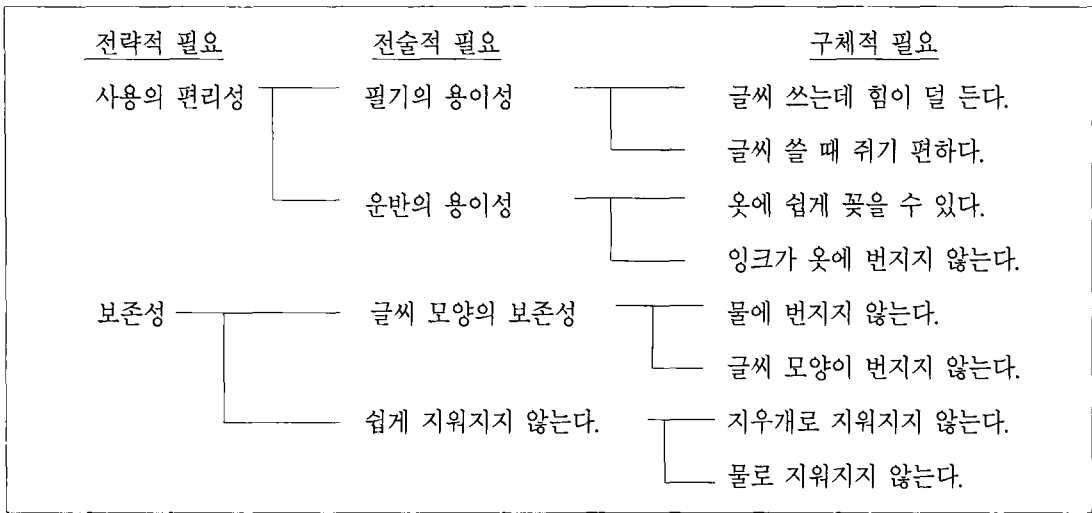 전략적 필요 전술적 필요 구체적 필요
사용의 편리성 필기의 용이성 글씨 쓰는데 힘이 덜 든다.
글씨 쓸 때 쥐기 편하다.
운반의 용이성 옷에 쉽게 꽂을 수 있다.
잉크가 옷에 번지지 않는다.
보존성 글씨 모양의 보존성 물에 번지지 않는다.
글씨 모양이 번지지 않는다.
쉽게 지워지지 않는다. 지우개로 지워지지 않는다.
물로 지워지지 않는다.